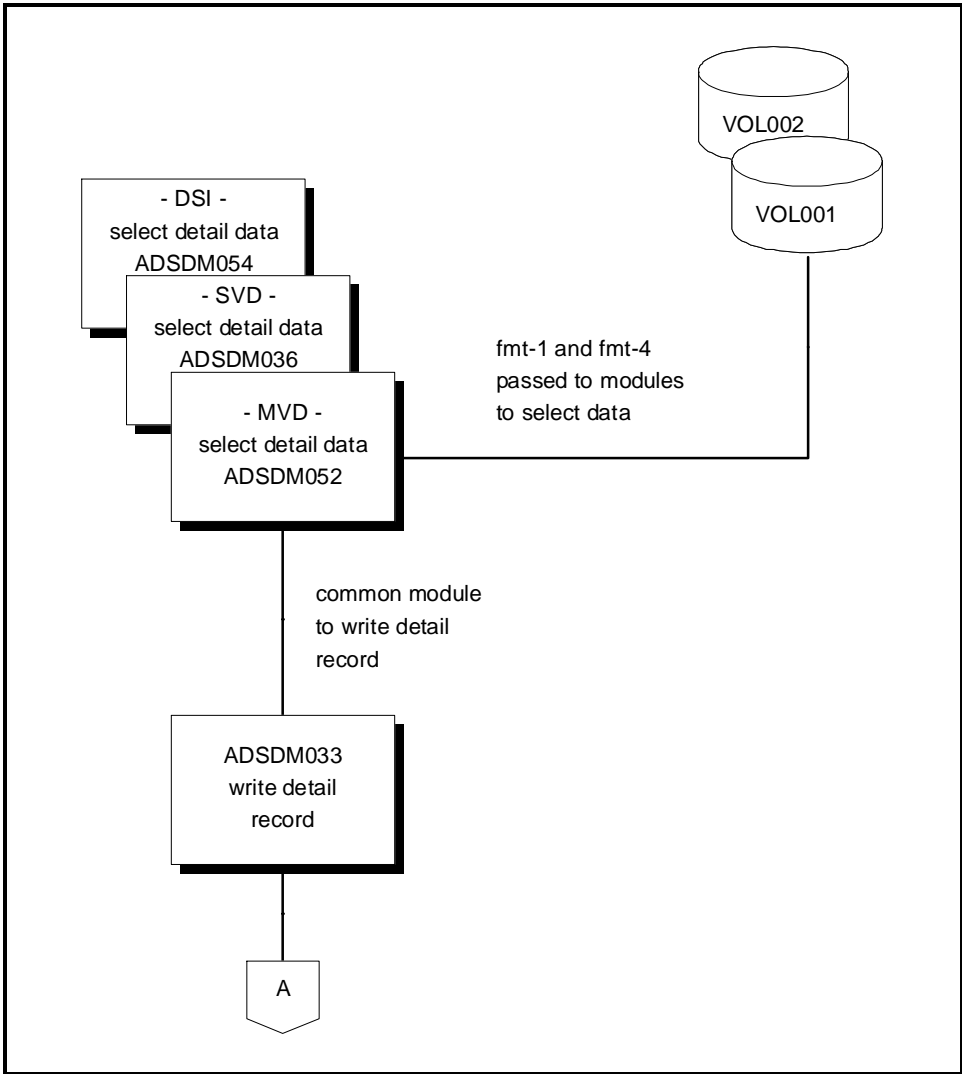 VOL002
VOL001
- DSI -
select detail data
ADSDM054
- SVD -
select detail data
ADSDM036
- MVD -
select detail data
ADSDM052
fmt-1 and fmt-4
passed to modules
to select data
common module
to write detail
record
ADSDM033
write detail
record
A